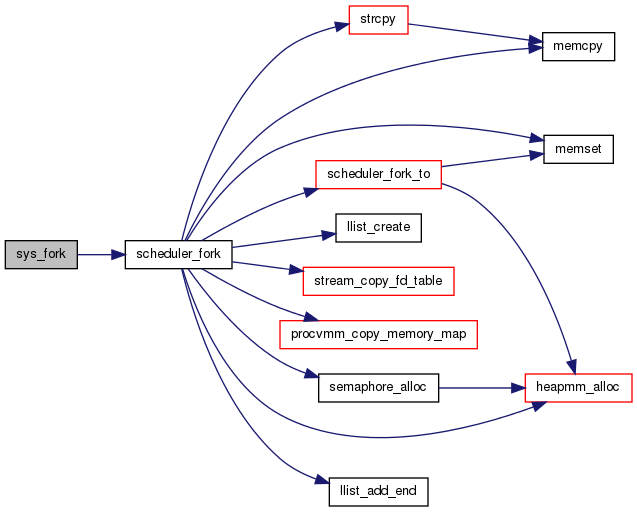 strcpy
memcpy
memset
scheduler_fork_to
llist_create
sys_fork
scheduler_fork
stream_copy_fd_table
procvmm_copy_memory_map
semaphore_alloc
heapmm_alloc
llist_add_end